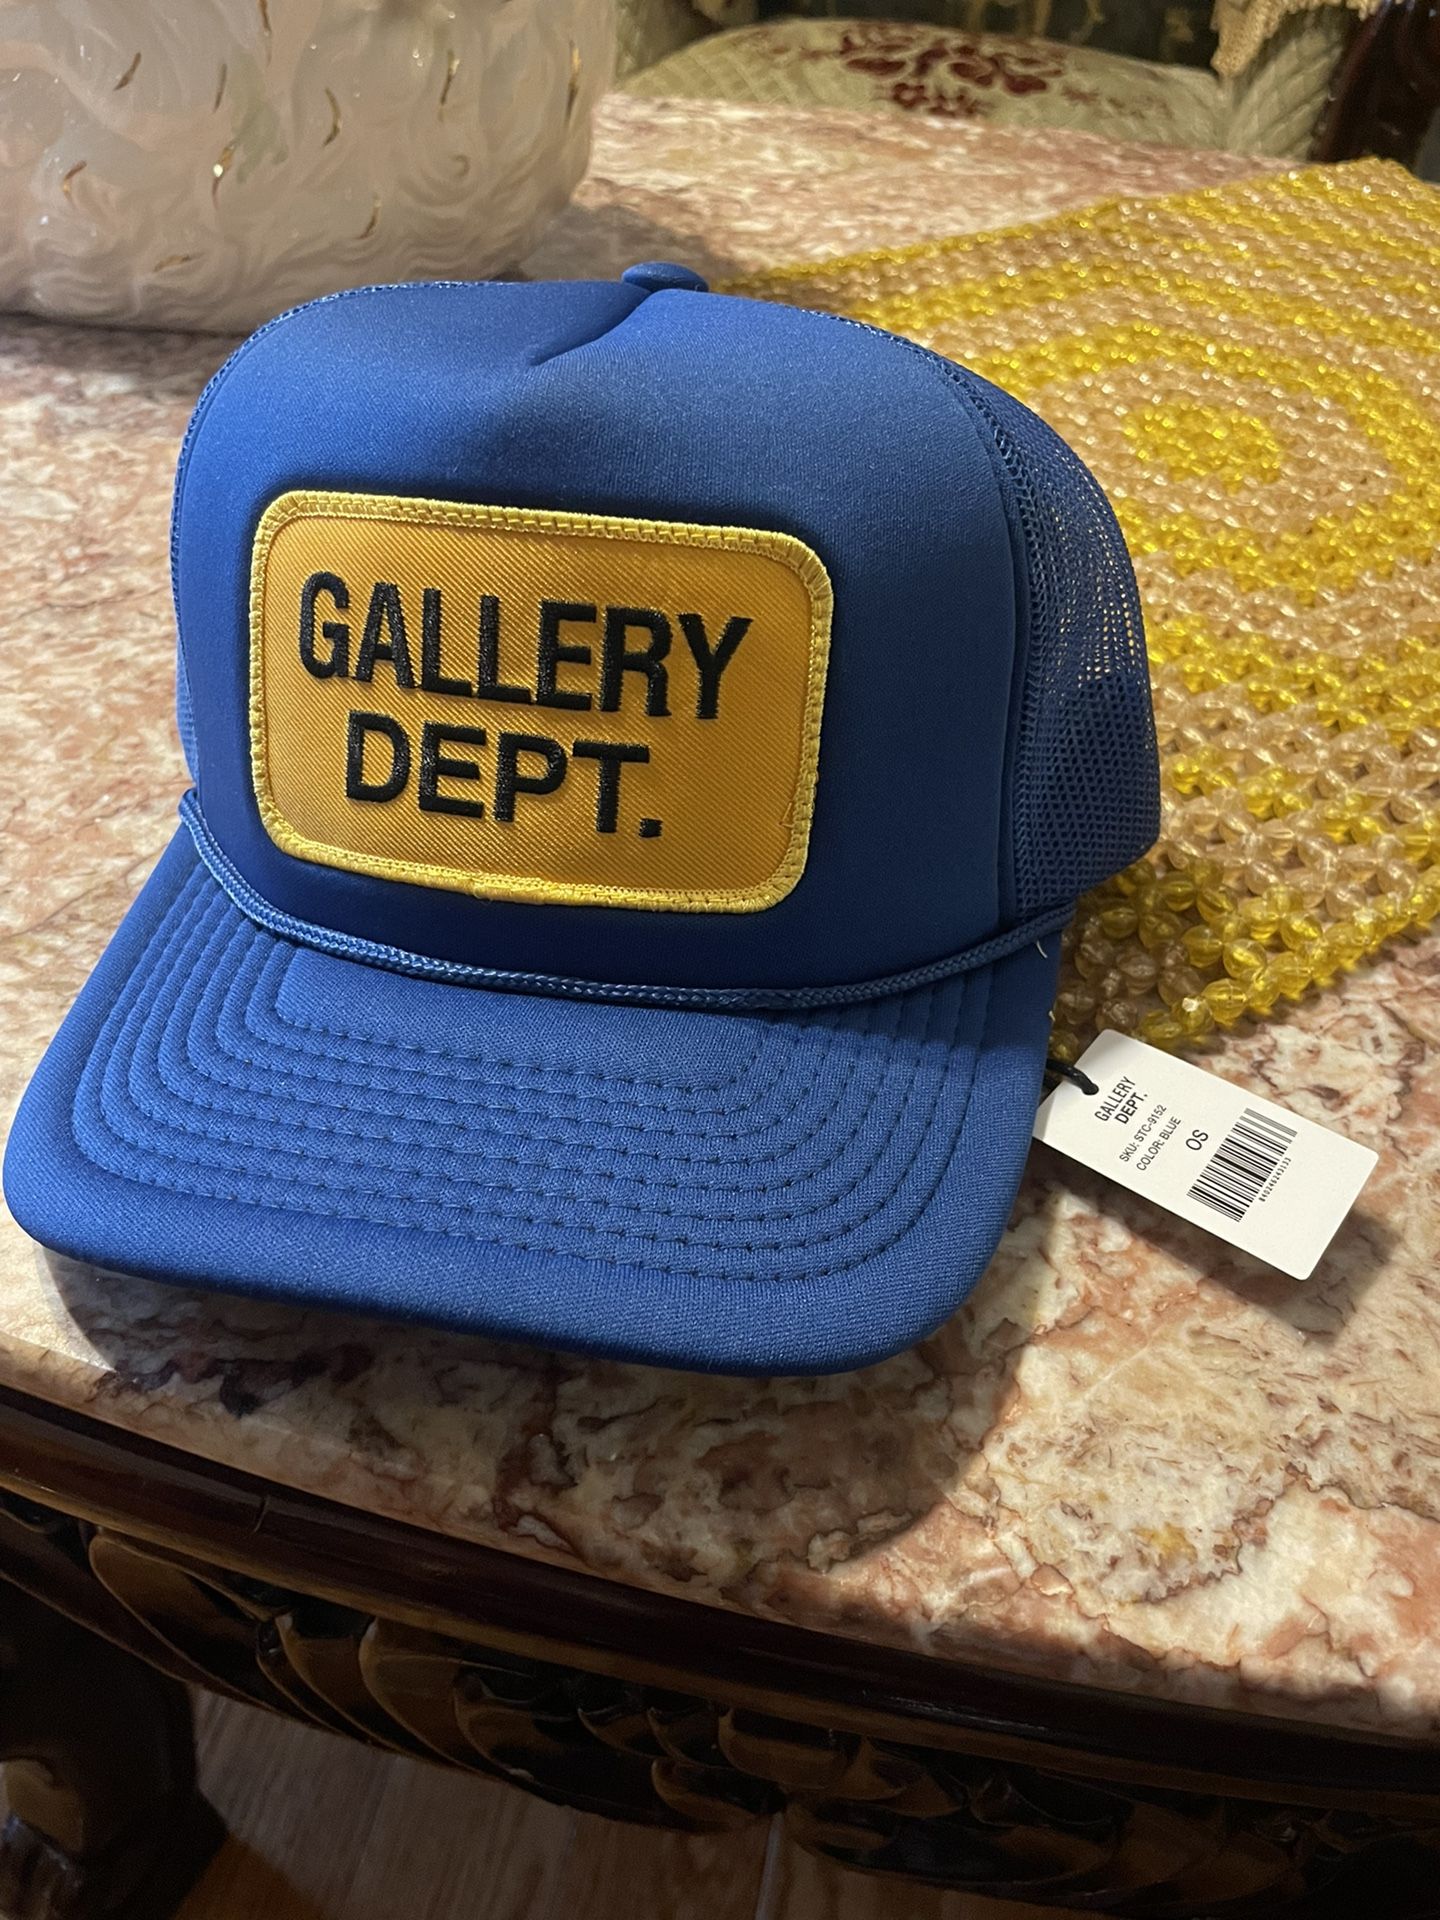 GALLERY
DEPT.
GALLERY
DEPT.
SKU: STC-9152
COLOR: BLUE
OS